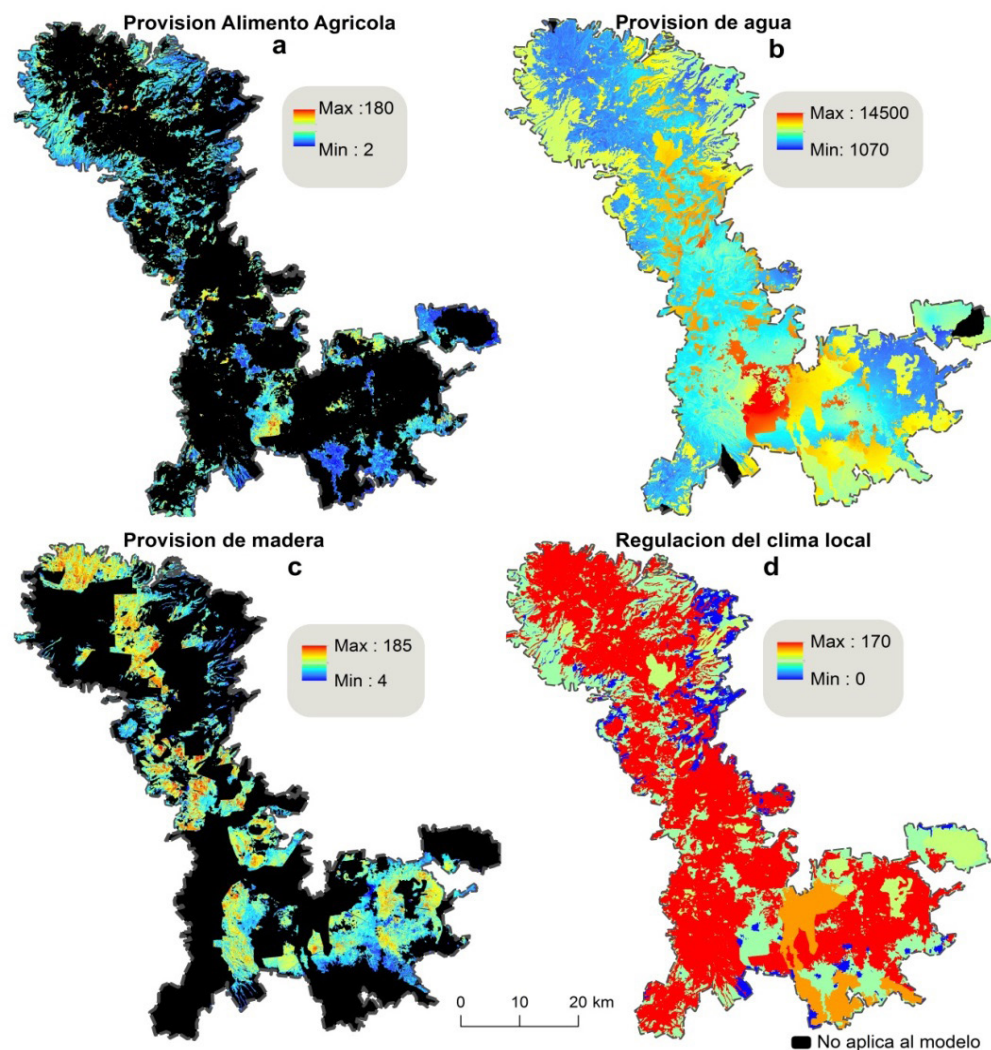 Provision Alimento Agricola
a
Max :180
Min : 2
Provision de agua
b
Max : 14500
Min: 1070
Provision de madera
c
Max : 185
Min : 4
Regulacion del clima local
d
Max : 170
Min : 0
0 10 20 km
No aplica al modelo